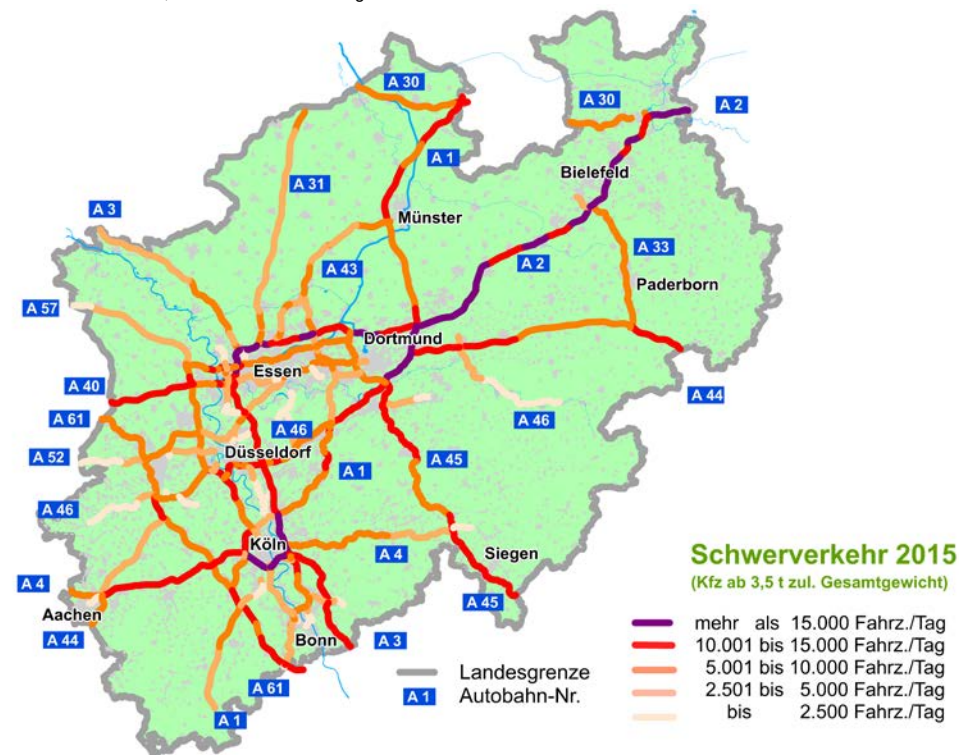 A 30
A 30
A 2
A 1
Bielefeld
A 31
A 3
Münster
A 33
A 2
A 43
Paderborn
A 57
Dortmund
Essen
A 40
A 44
A 61
A 46
A 46
Düsseldorf
A 52
A 1
A 45
A 46
Köln
Siegen
A 4
A 4
A 45
Aachen
A 44
Bonn
A 3
A 61
A 1
Schwerverkehr 2015
(Kfz ab 3,5 t zul. Gesamtgewicht)
mehr als 15.000 Fahrz./Tag
10.001 bis 15.000 Fahrz./Tag
5.001 bis 10.000 Fahrz./Tag
2.501 bis 5.000 Fahrz./Tag
bis 2.500 Fahrz./Tag
Landesgrenze
A 1 Autobahn-Nr.